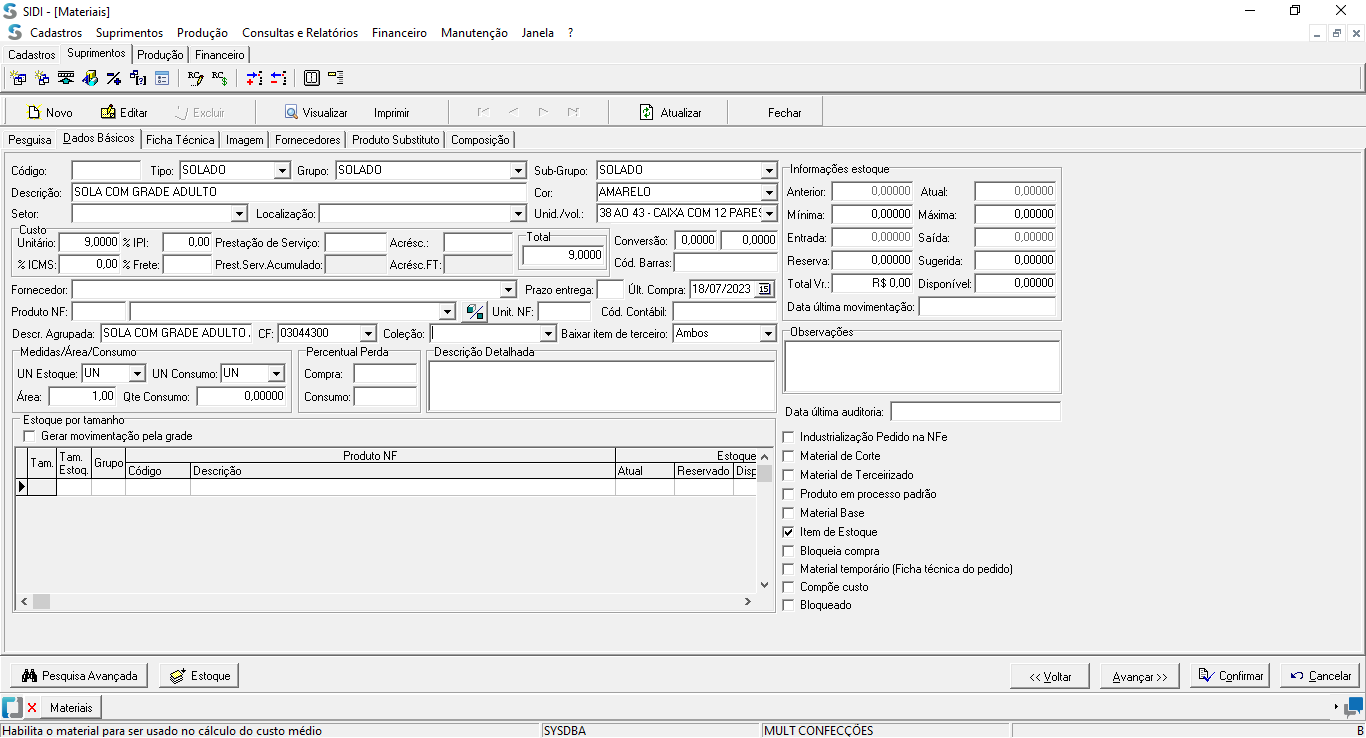 SIDI - [Materiais]
Cadastros Suprimentos Produção Consultas e Relatórios Financeiro Manutenção Janela ?
Cadastros Suprimentos Produção Financeiro
Novo Editar Excluir Visualizar Imprimir Atualizar Fechar
Pesquisa Dados Básicos Ficha Técnica Imagem Fornecedores Produto Substituto Composição
Código: Tipo: SOLADO Grupo: SOLADO Sub-Grupo: SOLADO
Descrição: SOLA COM GRADE ADULTO Cor: AMARELO
Setor: Localização: Unid./vol.: 38 AO 43 - CAIXA COM 12 PARES
Custo
Unitário: 9,0000 % IPI: 0,00 Prestação de Serviço: Acrésc.:
% ICMS: 0,00 % Frete: Prest.Serv.Acumulado: Acrésc.FT:
Total
9,0000
Conversão: 0,0000 0,0000
Cód. Barras:
Fornecedor: Prazo entrega: Últ. Compra: 18/07/2023 15
Produto NF: Unit. NF: Cód. Contábil:
Descr. Agrupada: SOLA COM GRADE ADULTO . CF: 03044300 Coleção: Baixar item de terceiro: Ambos
Medidas/Área/Consumo
UN Estoque: UN UN Consumo: UN
Área: 1,00 Qte Consumo: 0,00000
Percentual Perda
Compra:
Consumo:
Descrição Detalhada
Estoque por tamanho
Gerar movimentação pela grade
Tam. Tam. Estoq. Grupo Produto NF Estoque
Código Descrição Atual Reservado Disp
Informações estoque
Anterior: 0,00000 Atual: 0,00000
Mínima: 0,00000 Máxima: 0,00000
Entrada: 0,00000 Saída: 0,00000
Reserva: 0,00000 Sugerida: 0,00000
Total Vr.: R$ 0,00 Disponível: 0,00000
Data última movimentação:
Observações
Data última auditoria:
Industrialização Pedido na NFe
Material de Corte
Material de Terceirizado
Produto em processo padrão
Material Base
Item de Estoque
Bloqueia compra
Material temporário (Ficha técnica do pedido)
Compõe custo
Bloqueado
Pesquisa Avançada Estoque << Voltar Avançar >> Confirmar Cancelar
Materiais
Habilita o material para ser usado no cálculo do custo médio SYSDBA MULT CONFECÇÕES B